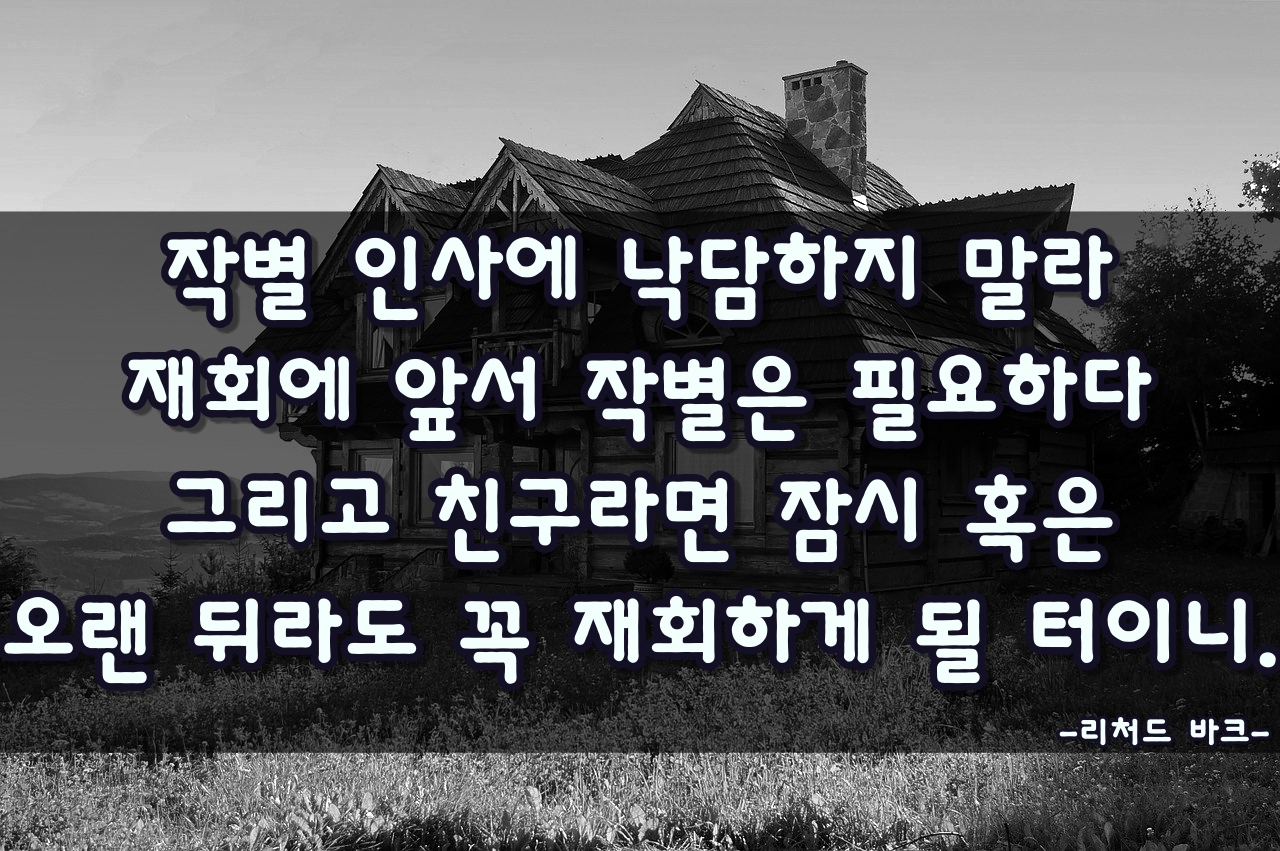 작별 인사에 낙담하지 말라
재회에 앞서 작별은 필요하다
그리고 친구라면 잠시 혹은
오랜 뒤라도 꼭 재회하게 될 터이니.
-리처드 바크-